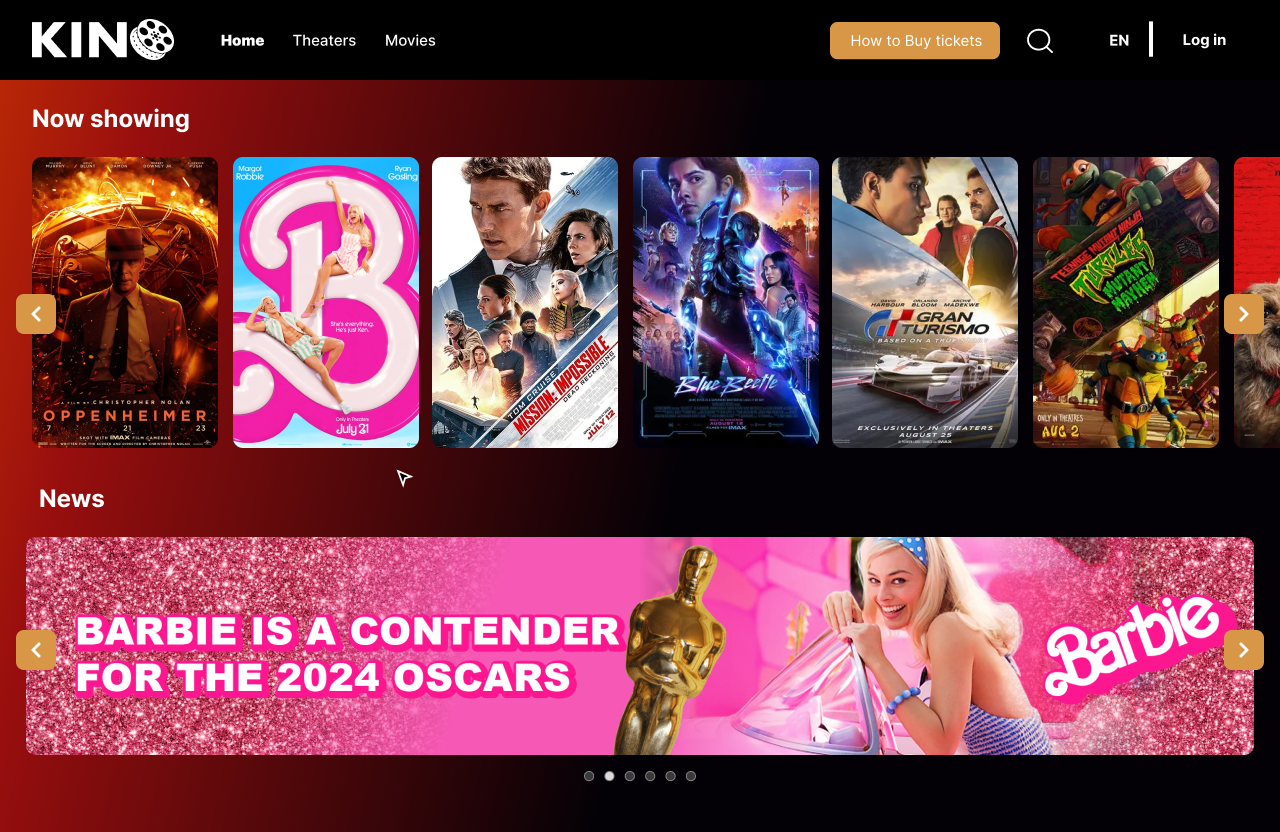 KINO
Home
Theaters
Movies
How to Buy tickets
EN
Log in
Now showing
A FILM BY CHRISTOPHER NOLAN
OPPENHEIMER
7 21 23
SHOT WITH IMAX FILM CAMERAS
Margot
Robbie
Ryan
Gosling
B
She's everything.
He's just Ken.
Only in Theaters
July 21
TOM CRUISE
MISSION: IMPOSSIBLE
DEAD RECKONING
JULY 12
Blue Beetle
AUGUST 18
FILMED FOR IMAX
DAVID
HARBOUR
ORLANDO
BLOOM
ARCHIE
MADEKWE
GRAN
TURISMO
BASED ON A TRUE STORY
EXCLUSIVELY IN THEATERS
AUGUST 25
TEENAGE MUTANT NINJA
TURTLES
MUTANT
MAYHEM
ONLY IN THEATRES
AUG 2
News
BARBIE IS A CONTENDER
FOR THE 2024 OSCARS
Barbie